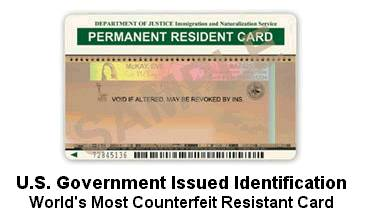 DEPARTMENT OF JUSTICE Immigration and Naturalization Service
PERMANENT RESIDENT CARD
SAMPLE
VOID IF ALTERED, MAY BE REVOKED BY INS.
72845136
U.S. Government Issued Identification
World's Most Counterfeit Resistant Card